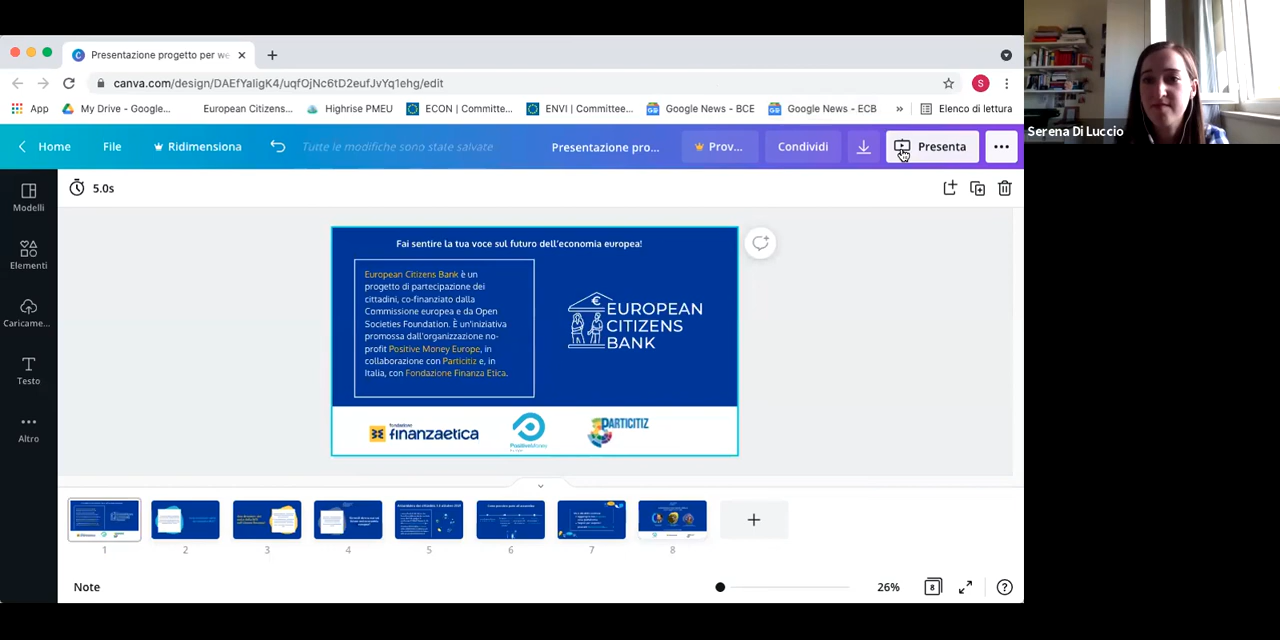 Presentazione progetto per we
canva.com/design/DAEfYaligK4/uqfOjNc6tD2eufJvYq1ehg/edit
S
App
My Drive - Google...
European Citizens...
Highrise PMEU
ECON | Committe...
ENVI | Committee...
Google News - BCE
Google News - ECB
»
Elenco di lettura
Home
File
Ridimensiona
Tutte le modifiche sono state salvate
Presentazione pro...
Prov...
Condividi
Presenta
Serena Di Luccio
Modelli
Elementi
Caricame...
Testo
Altro
5.0s
Fai sentire la tua voce sul futuro dell'economia europea!
European Citizens Bank è un
progetto di partecipazione dei
cittadini, co-finanziato dalla
Commissione europea e da Open
Societies Foundation. È un'iniziativa
promossa dall'organizzazione no-
profit Positive Money Europe, in
collaborazione con Particitiz e, in
Italia, con Fondazione Finanza Etica.
€
EUROPEAN
CITIZENS
BANK
fondazione
finanzaetica
PositiveMoney
PARTICITIZ
1
2
3
4
5
6
7
8
Note
26%
8